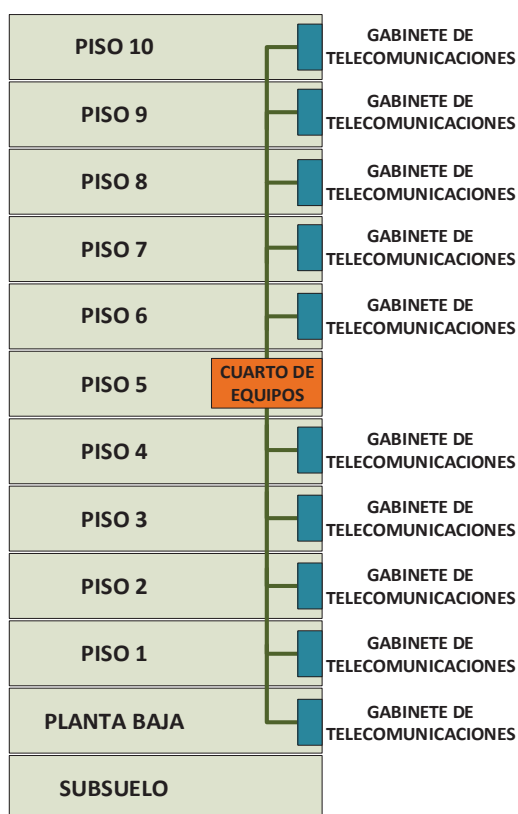 PISO 10
GABINETE DE
TELECOMUNICACIONES
PISO 9
GABINETE DE
TELECOMUNICACIONES
PISO 8
GABINETE DE
TELECOMUNICACIONES
PISO 7
GABINETE DE
TELECOMUNICACIONES
PISO 6
GABINETE DE
TELECOMUNICACIONES
PISO 5
CUARTO DE
EQUIPOS
PISO 4
GABINETE DE
TELECOMUNICACIONES
PISO 3
GABINETE DE
TELECOMUNICACIONES
PISO 2
GABINETE DE
TELECOMUNICACIONES
PISO 1
GABINETE DE
TELECOMUNICACIONES
PLANTA BAJA
GABINETE DE
TELECOMUNICACIONES
SUBSUELO